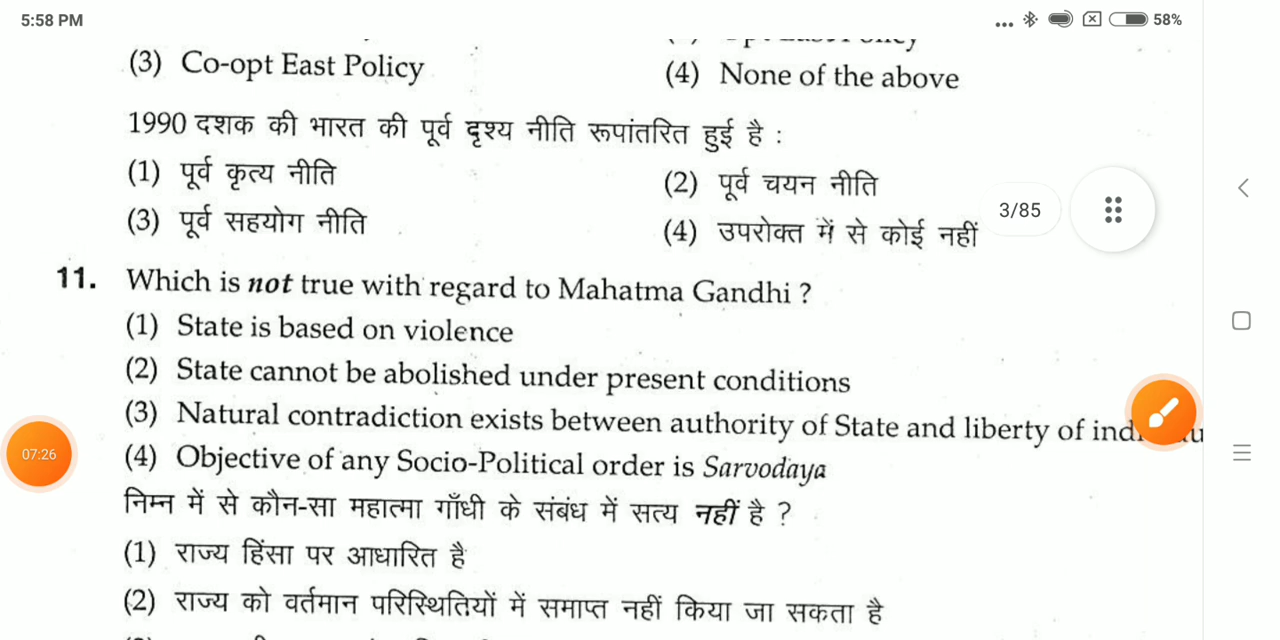 5:58 PM
58%
(3) Co-opt East Policy
(4) None of the above
1990 दशक की भारत की पूर्व दृश्य नीति रूपांतरित हुई है :
(1) पूर्व कृत्य नीति
(2) पूर्व चयन नीति
3/85
(3) पूर्व सहयोग नीति
(4) उपरोक्त में से कोई नहीं
11. Which is not true with regard to Mahatma Gandhi ?
(1) State is based on violence
(2) State cannot be abolished under present conditions
(3) Natural contradiction exists between authority of State and liberty of
07:26
(4) Objective of any Socio-Political order is Sarvodaya
निम्न में से कौन-सा महात्मा गाँधी के संबंध में सत्य नहीं है ?
(1) राज्य हिंसा पर आधारित है
(2) राज्य को वर्तमान परिस्थितियों में समाप्त नहीं किया जा सकता है